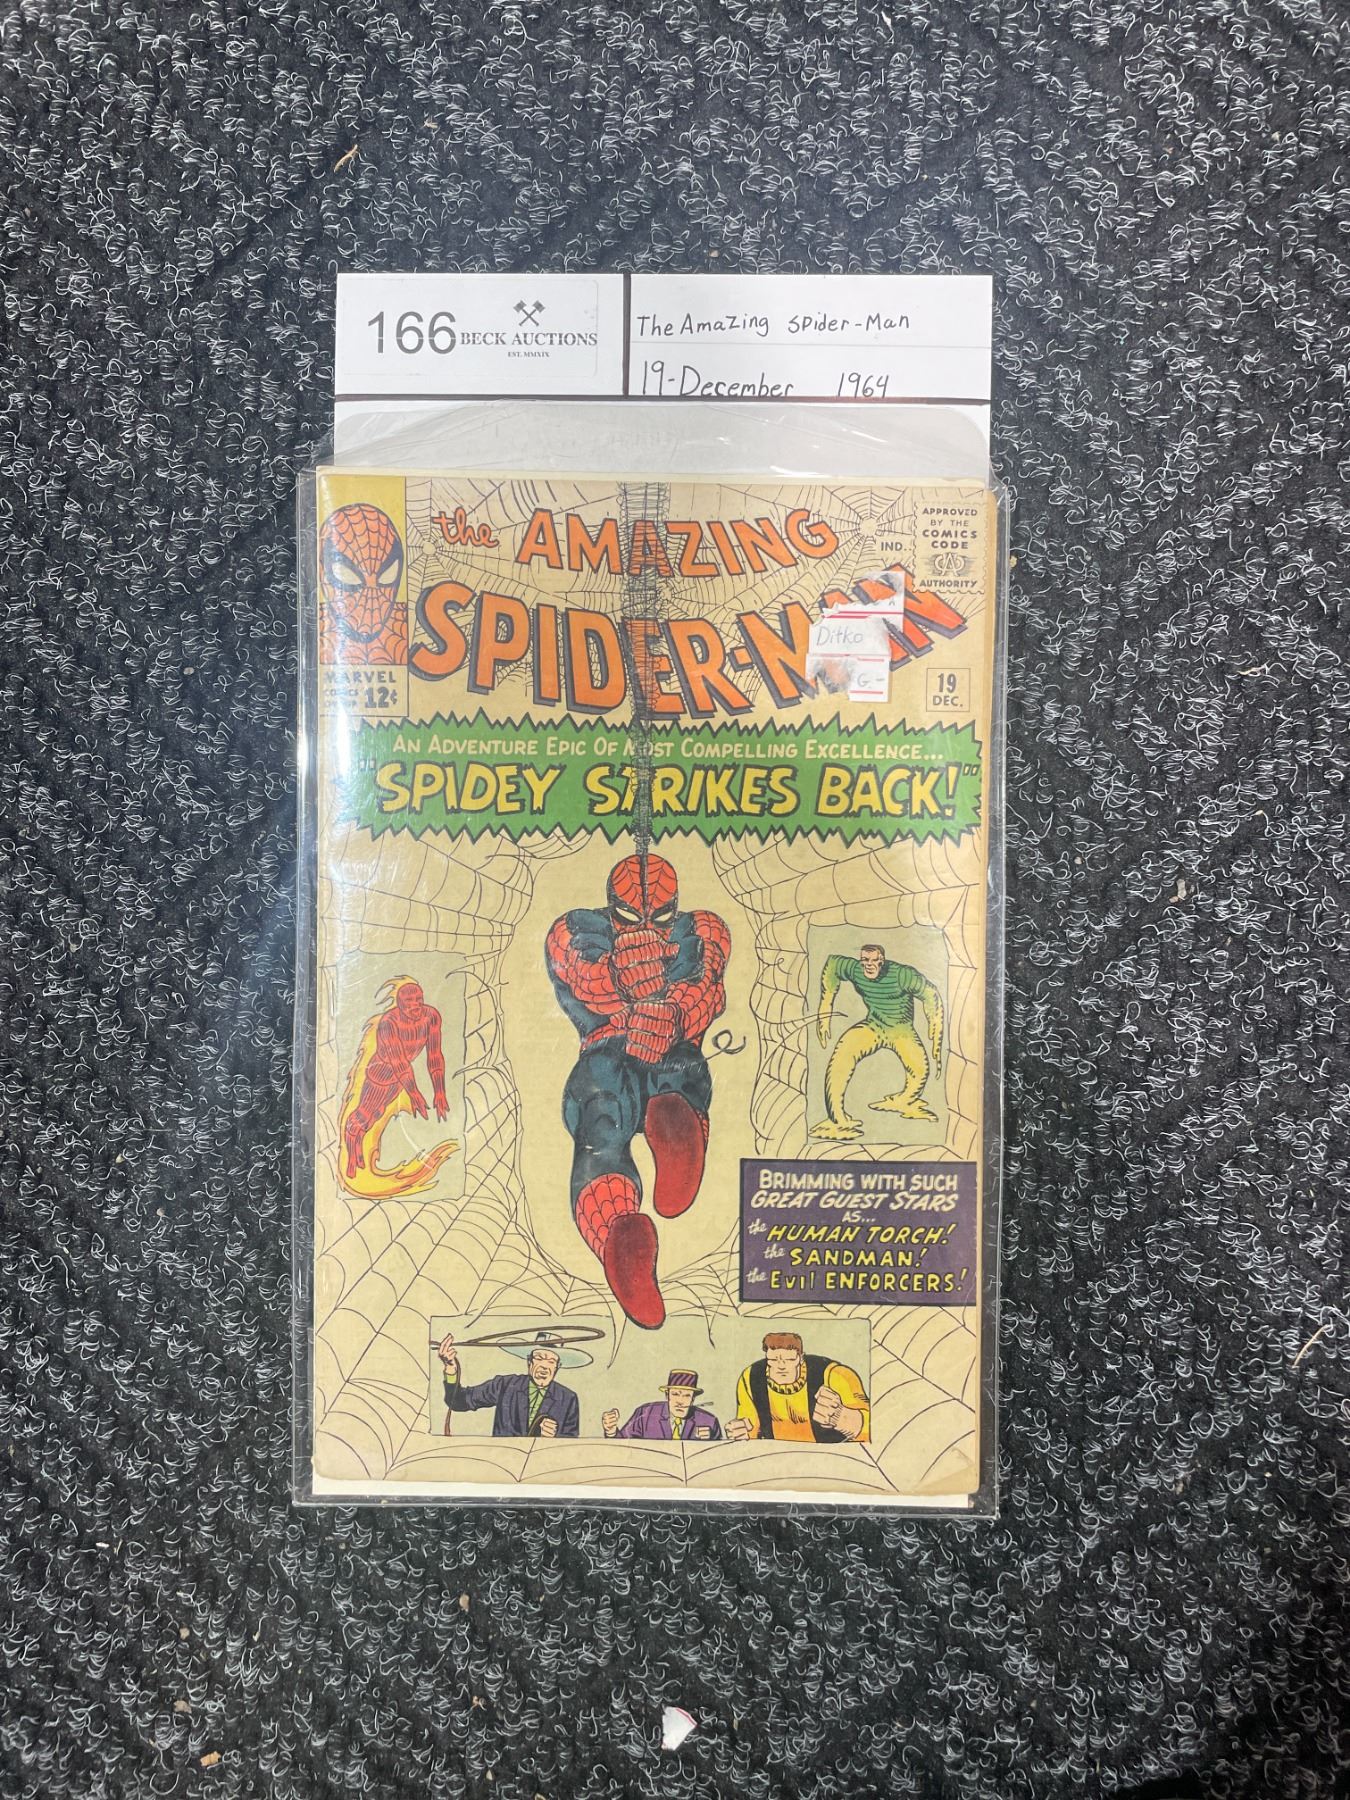 166
BECK AUCTIONS
EST. MMXIX
The Amazing Spider-Man
19-December 1964
the AMAZING
SPIDER-MAN
IND.
APPROVED
BY THE
COMICS
CODE
CA
AUTHORITY
Ditko
G.-
MARVEL
COMICS
GROUP 12¢
19
DEC.
AN ADVENTURE EPIC OF MOST COMPELLING EXCELLENCE...
"SPIDEY STRIKES BACK!"
BRIMMING WITH SUCH
GREAT GUEST STARS
AS...
the HUMAN TORCH!
the SANDMAN!
the EVIL ENFORCERS!